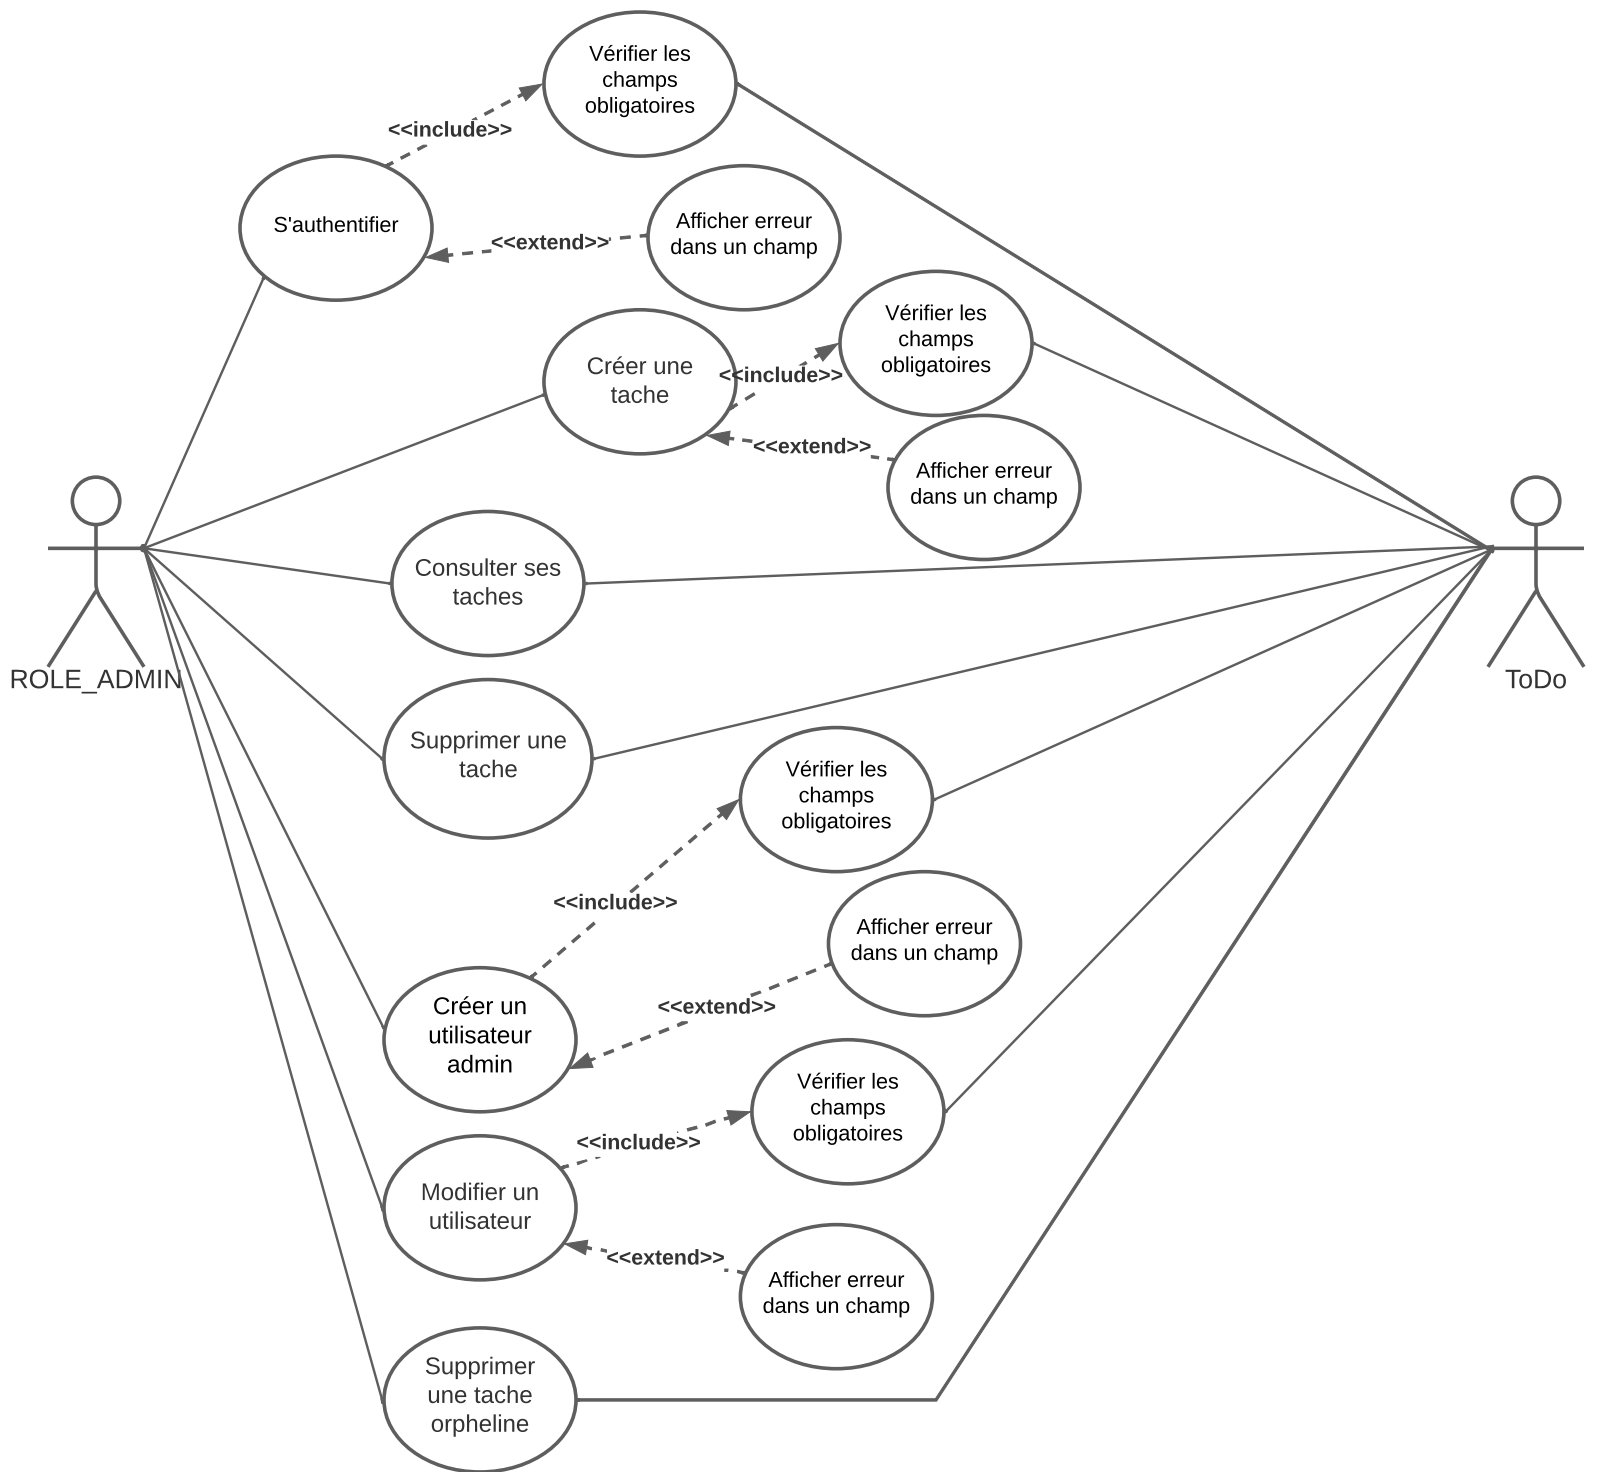 Vérifier les
champs
obligatoires
<<include>>
S'authentifier
Afficher erreur
dans un champ
<<extend>>
Vérifier les
champs
obligatoires
Créer une
tache
<<include>>
<<extend>>
Afficher erreur
dans un champ
Consulter ses
taches
ROLE_ADMIN
ToDo
Supprimer une
tache
Vérifier les
champs
obligatoires
<<include>>
Afficher erreur
dans un champ
<<extend>>
Créer un
utilisateur
admin
Vérifier les
champs
obligatoires
<<include>>
Modifier un
utilisateur
<<extend>>
Afficher erreur
dans un champ
Supprimer
une tache
orpheline